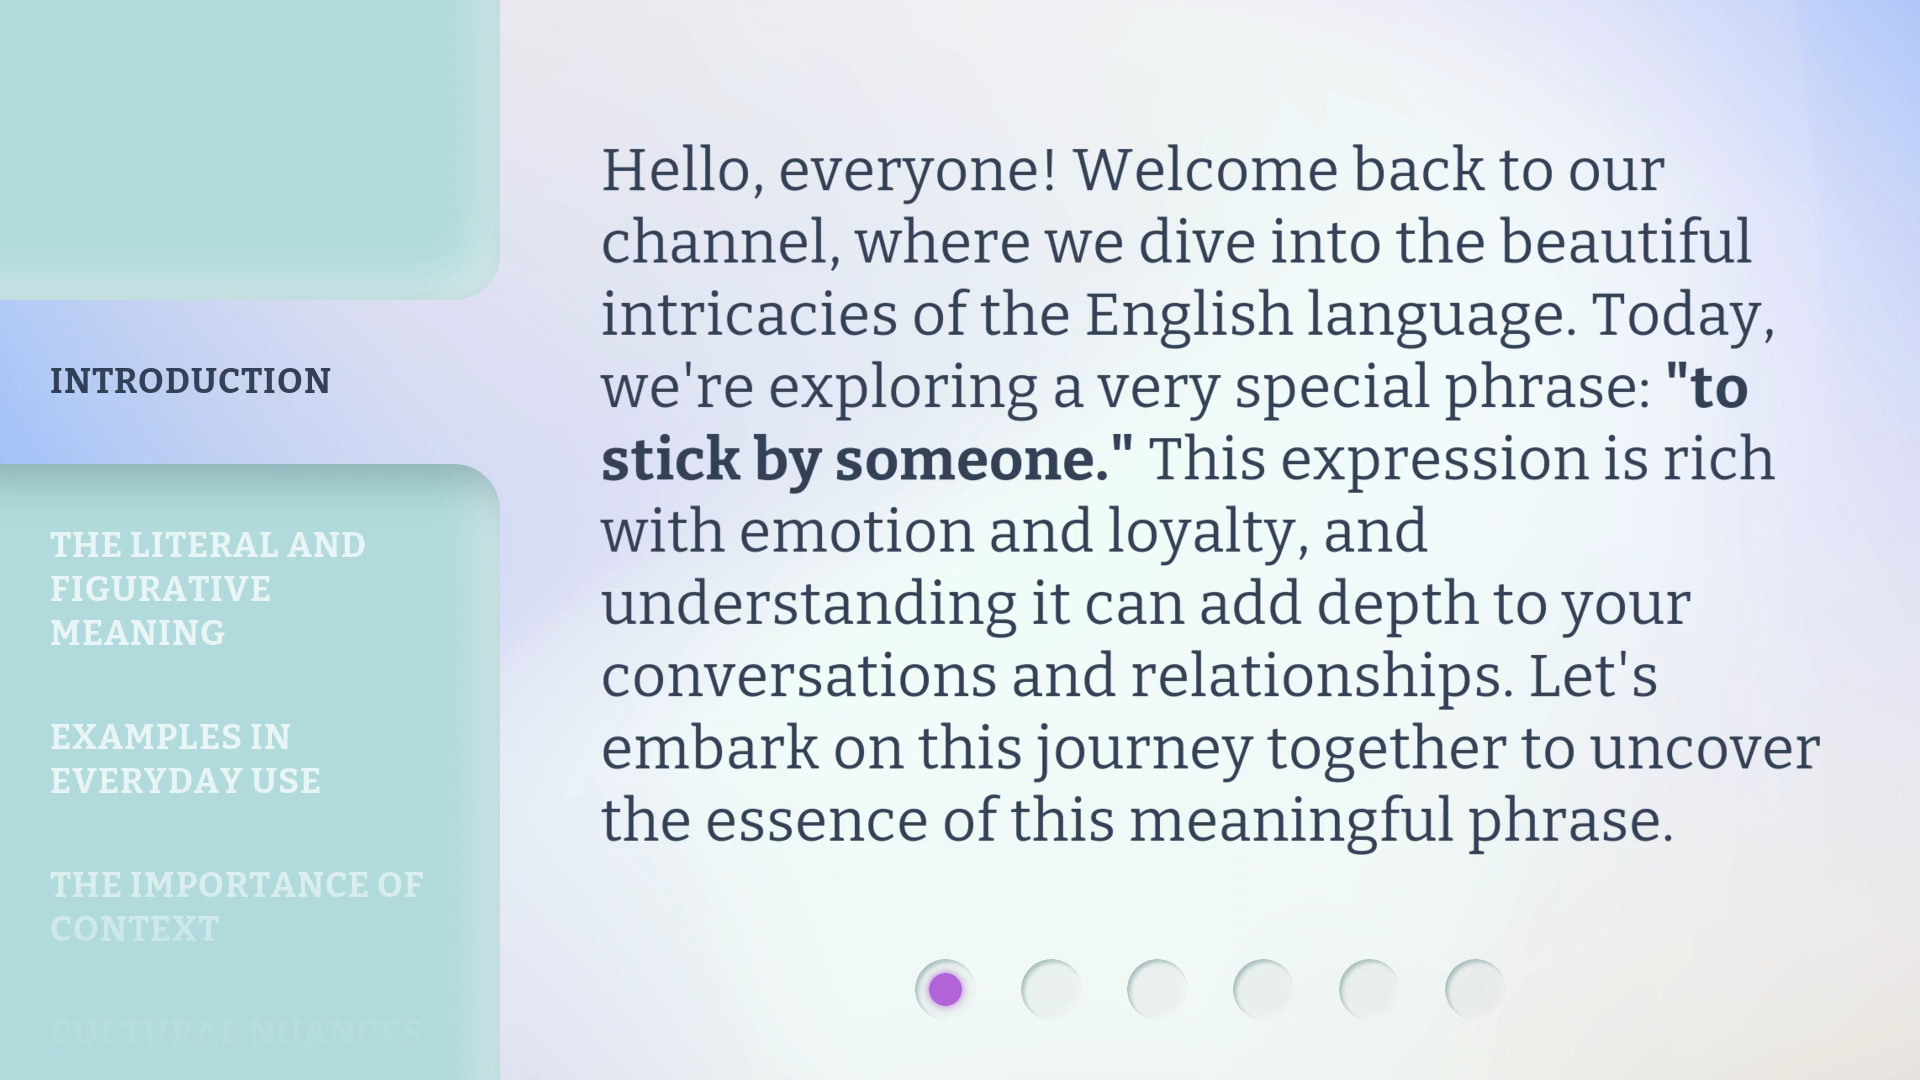 INTRODUCTION
THE LITERAL AND
FIGURATIVE
MEANING
EXAMPLES IN
EVERYDAY USE
THE IMPORTANCE OF
CONTEXT
CULTURAL NUANCES
Hello, everyone! Welcome back to our
channel, where we dive into the beautiful
intricacies of the English language. Today,
we're exploring a very special phrase: "to
stick by someone." This expression is rich
with emotion and loyalty, and
understanding it can add depth to your
conversations and relationships. Let's
embark on this journey together to uncover
the essence of this meaningful phrase.